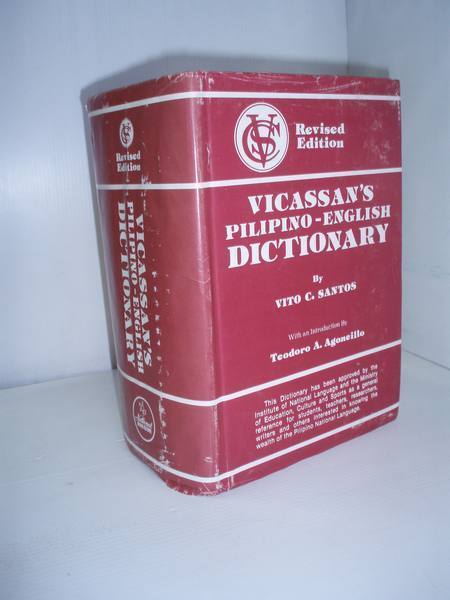 Revised
Edition
VICASSAN'S
PILIPINO-ENGLISH
DICTIONARY
By
VITO C. SANTOS
With an Introduction By
Teodoro A. Agoncillo
This Dictionary has been approved by the
Institute of National Language and the Ministry
of Education, Culture and Sports as a general
reference for students, teachers, researchers,
writers and others interested in knowing the
wealth of the Pilipino National Language.
Revised
Edition
VICASSAN'S
PILIPINO-ENGLISH
DICTIONARY